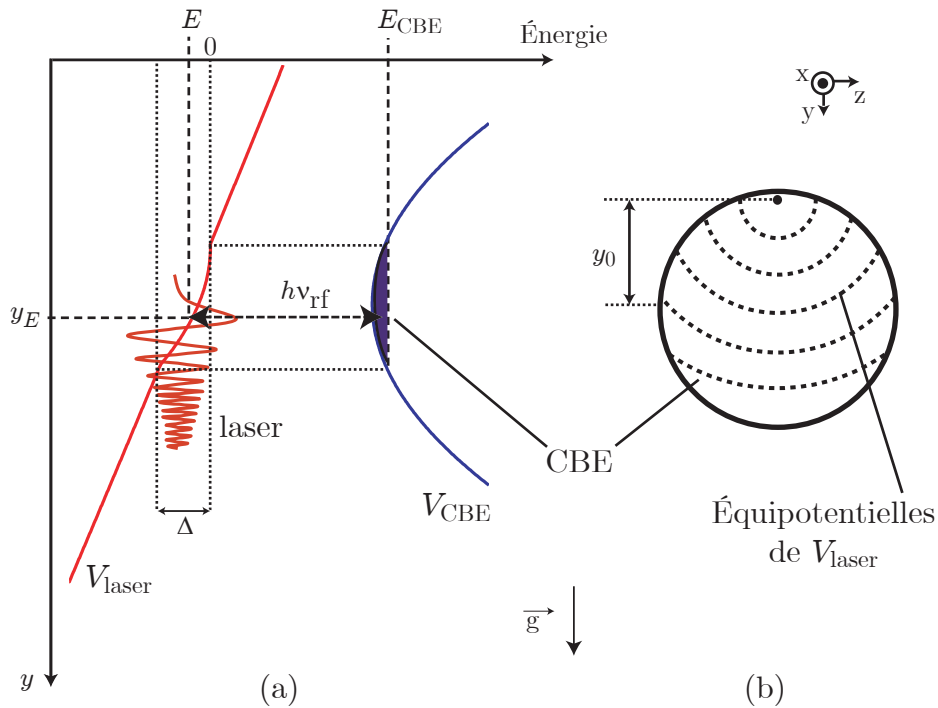 E
E_CBE
0
Énergie
x
z
y
y_0
hν_rf
y_E
laser
CBE
V_CBE
Équipotentielles
de V_laser
Δ
V_laser
g
y
(a)
(b)